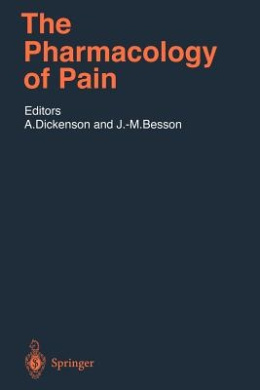 The
Pharmacology
of Pain
Editors
A.Dickenson and J.-M.Besson
Springer